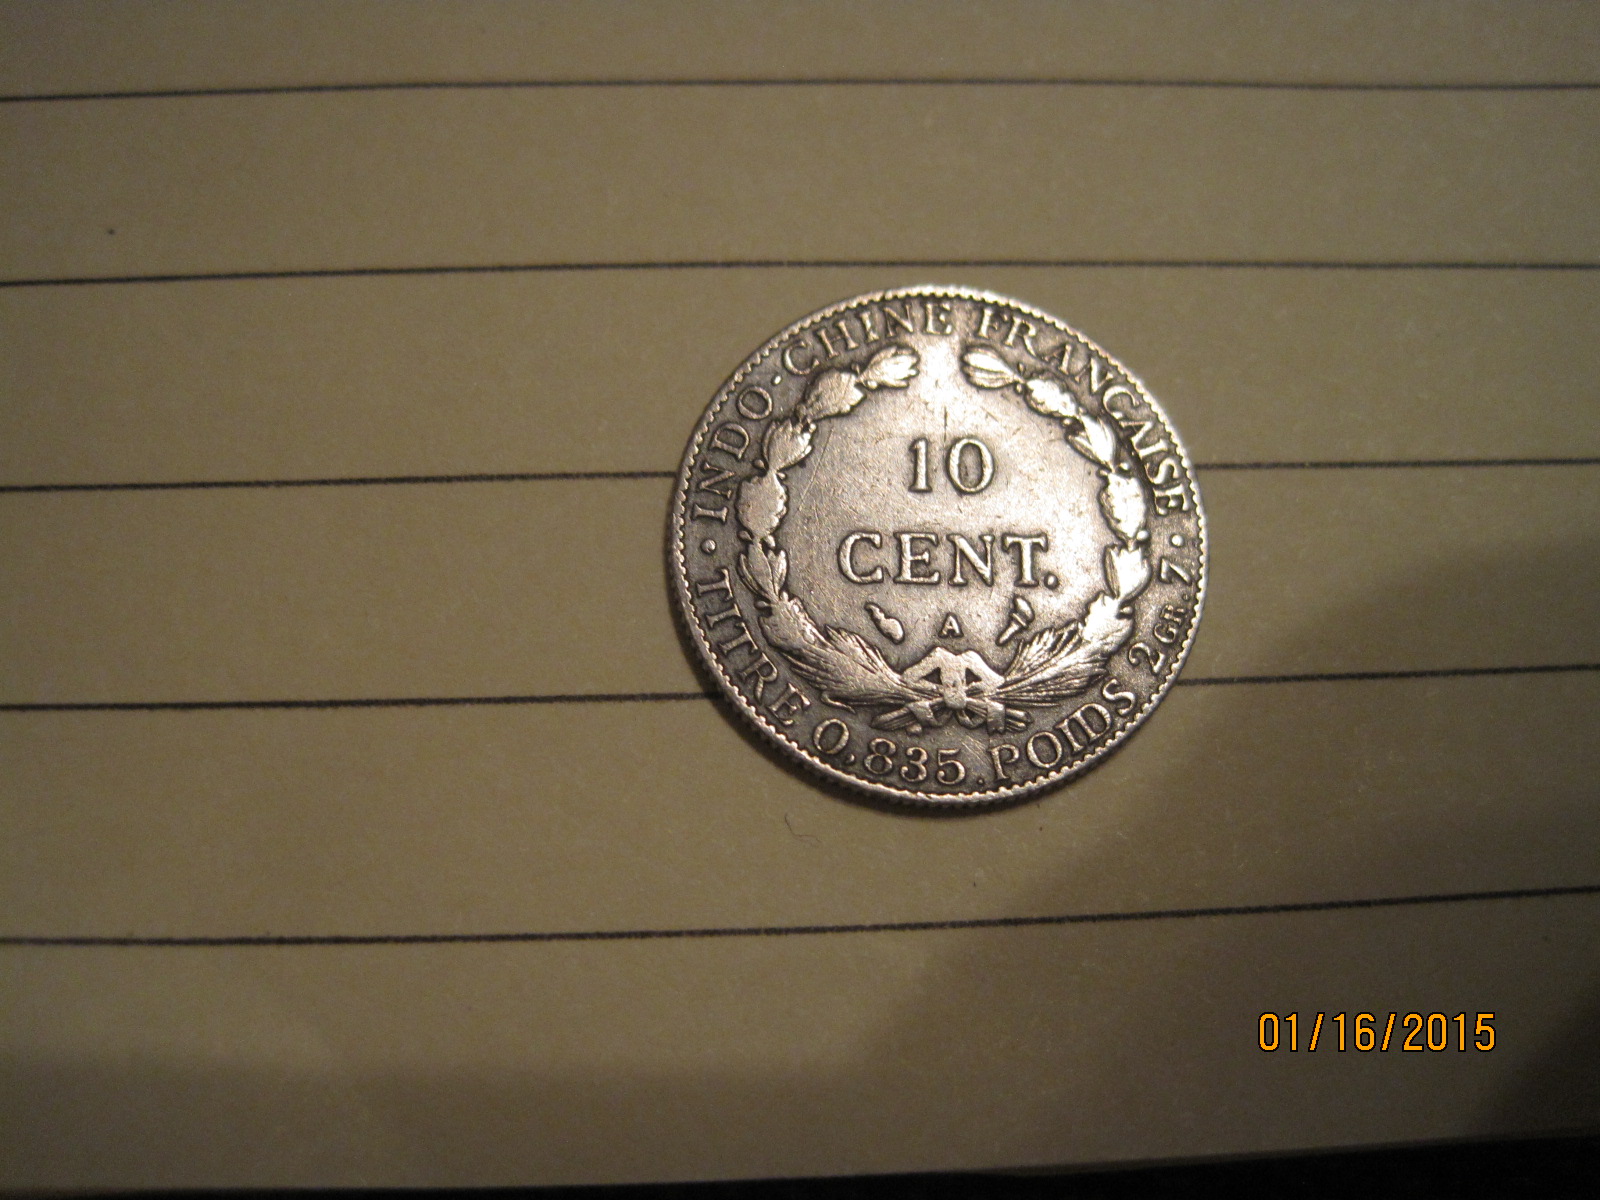 INDO-CHINE FRANÇAISE
10
CENT.
A
TITRE 0,835. POIDS 2 GR. 7
01/16/2015